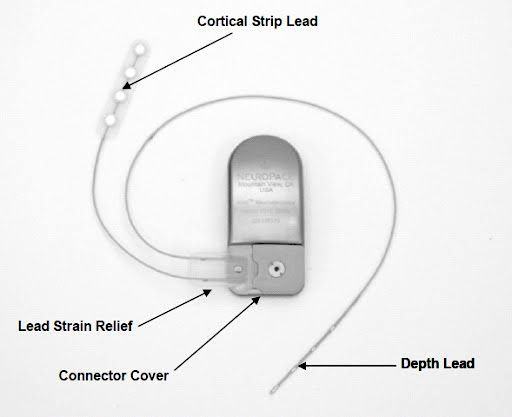 Cortical Strip Lead
NEUROPACE
Mountain View, CA
USA
Lead Strain Relief
Connector Cover
Depth Lead